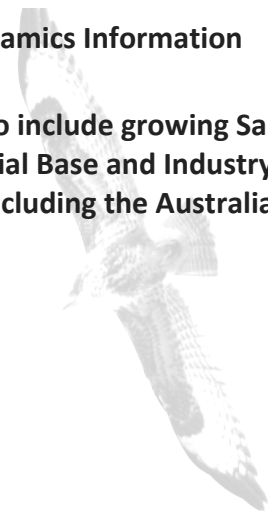 amics Information
o include growing Sa
ial Base and Industry
cluding the Australia